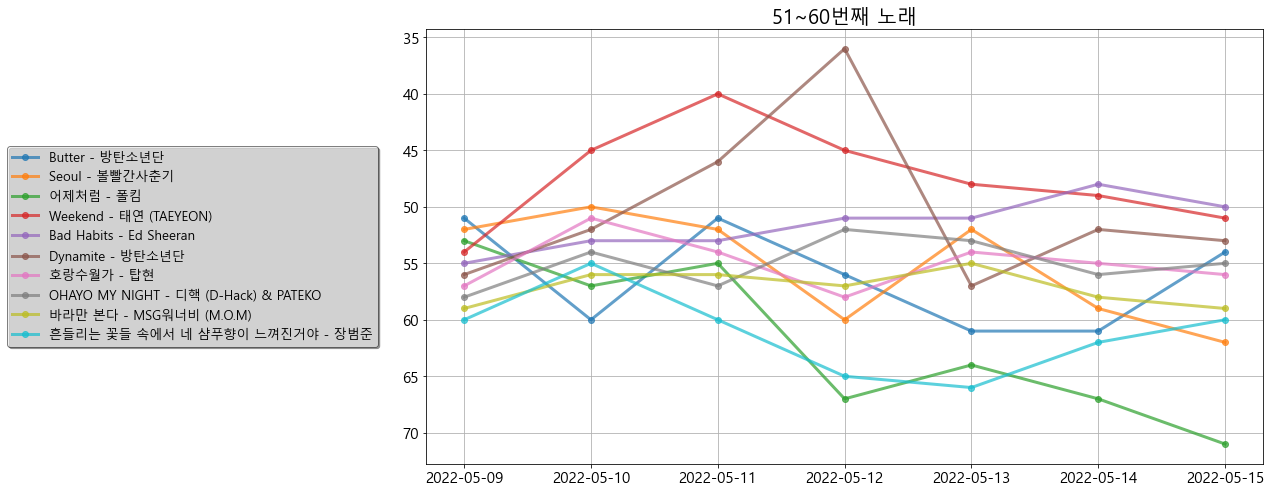 51~60번째 노래
Butter - 방탄소년단
Seoul - 볼빨간사춘기
어제처럼 - 폴킴
Weekend - 태연 (TAEYEON)
Bad Habits - Ed Sheeran
Dynamite - 방탄소년단
호랑수월가 - 탑현
OHAYO MY NIGHT - 디핵 (D-Hack) & PATEKO
바라만 본다 - MSG워너비 (M.O.M)
흔들리는 꽃들 속에서 네 샴푸향이 느껴진거야 - 장범준
35
40
45
50
55
60
65
70
2022-05-09 2022-05-10 2022-05-11 2022-05-12 2022-05-13 2022-05-14 2022-05-15